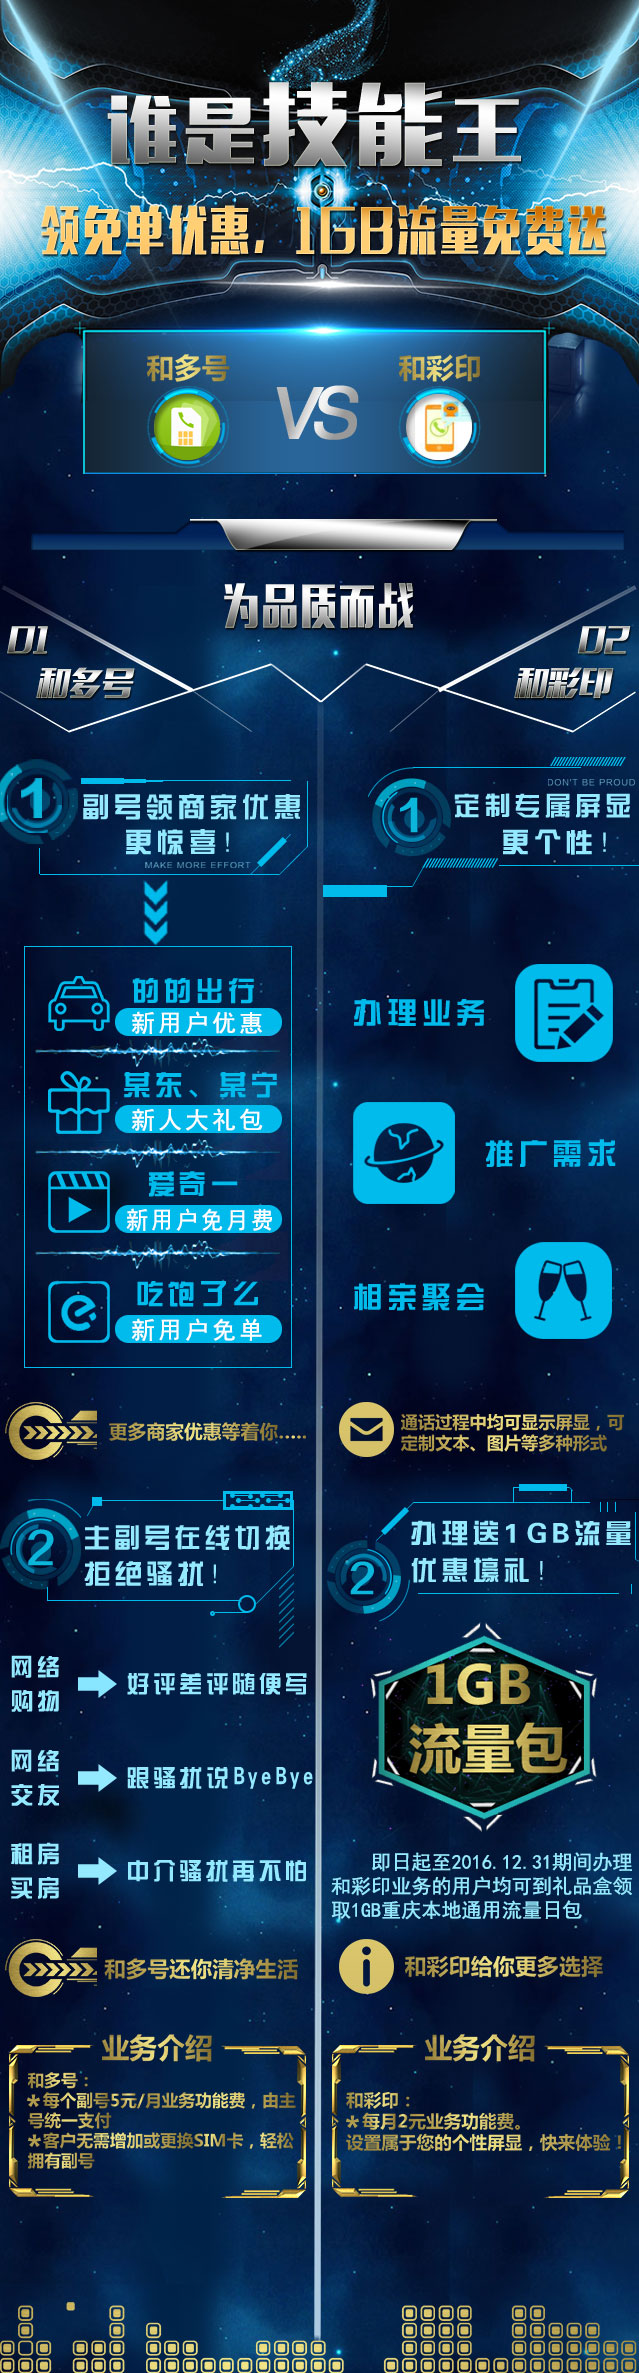 谁是技能王
领免单优惠，1GB流量免费送
和多号
VS
和彩印
为品质而战
01
和多号
02
和彩印
1
副号领商家优惠
更惊喜！
MAKE MORE EFFORT
的的出行
新用户优惠
某东、某宁
新人大礼包
爱奇一
新用户免月费
吃饱了么
新用户免单
更多商家优惠等着你.....
2
主副号在线切换
拒绝骚扰！
网络
购物
好评差评随便写
网络
交友
跟骚扰说ByeBye
租房
买房
中介骚扰再不怕
和多号还你清净生活
业务介绍
和多号：
★每个副号5元/月业务功能费，由主
号统一支付
★客户无需增加或更换SIM卡，轻松
拥有副号
DON'T BE PROUD
1
定制专属屏显
更个性！
办理业务
推广需求
相亲聚会
通话过程中均可显示屏显，可
定制文本、图片等多种形式
2
办理送1GB流量
优惠壕礼！
1GB
流量包
即日起至2016.12.31期间办理
和彩印业务的用户均可到礼品盒领
取1GB重庆本地通用流量日包
和彩印给你更多选择
业务介绍
和彩印：
★每月2元业务功能费。
设置属于您的个性屏显，快来体验！